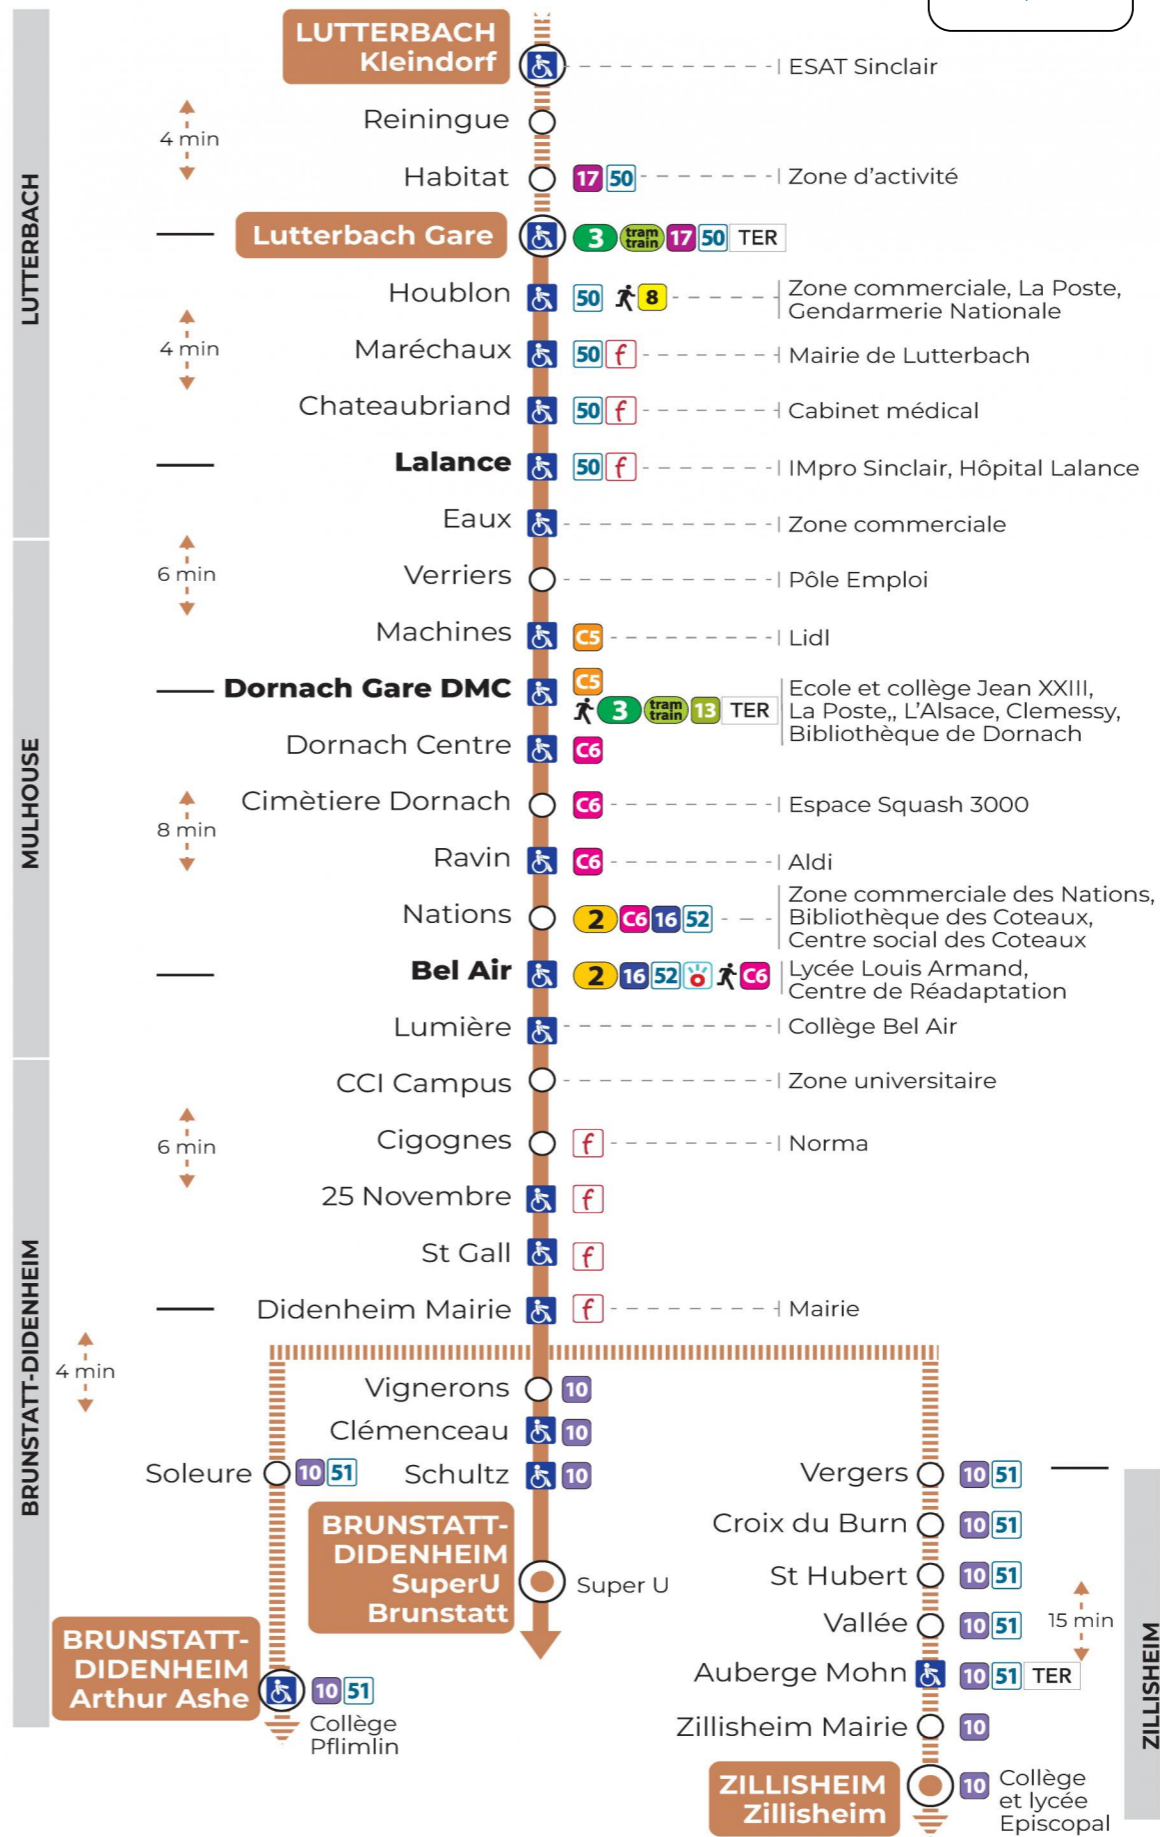 LUTTERBACH
Kleindorf
ESAT Sinclair
Reiningue
4 min
Habitat
17 50
Zone d'activité
LUTTERBACH
Lutterbach Gare
3 tram train 17 50 TER
Houblon
50 8
Zone commerciale, La Poste,
Gendarmerie Nationale
4 min
Maréchaux
50 f
Mairie de Lutterbach
Chateaubriand
50 f
Cabinet médical
Lalance
50 f
IMpro Sinclair, Hôpital Lalance
Eaux
Zone commerciale
6 min
Verriers
Pôle Emploi
Machines
C5
Lidl
Dornach Gare DMC
C5
3 tram train 13 TER
Ecole et collège Jean XXIII,
La Poste,, L'Alsace, Clemessy,
Bibliothèque de Dornach
Dornach Centre
C6
MULHOUSE
Cimètiere Dornach
C6
Espace Squash 3000
8 min
Ravin
C6
Aldi
Nations
2 C6 16 52
Zone commerciale des Nations,
Bibliothèque des Coteaux,
Centre social des Coteaux
Bel Air
2 16 52 C6
Lycée Louis Armand,
Centre de Réadaptation
Lumière
Collège Bel Air
CCI Campus
Zone universitaire
6 min
Cigognes
f
Norma
25 Novembre
f
St Gall
f
Didenheim Mairie
f
Mairie
BRUNSTATT-DIDENHEIM
4 min
Vignerons
10
Clémenceau
10
Soleure
10 51
Schultz
10
BRUNSTATT-
DIDENHEIM
SuperU
Brunstatt
Super U
BRUNSTATT-
DIDENHEIM
Arthur Ashe
10 51
Collège
Pflimlin
Vergers
10 51
Croix du Burn
10 51
St Hubert
10 51
Vallée
10 51
15 min
Auberge Mohn
10 51 TER
Zillisheim Mairie
10
ZILLISHEIM
ZILLISHEIM
Zillisheim
10
Collège
et lycée
Episcopal